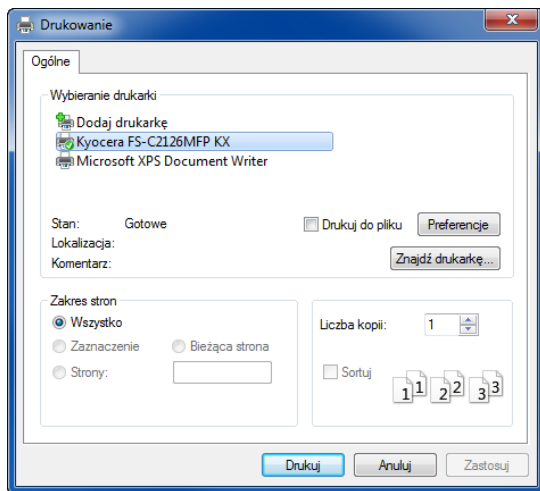 Drukowanie
Ogólne
Wybieranie drukarki
Dodaj drukarkę
Kyocera FS-C2126MFP KX
Microsoft XPS Document Writer
Stan: Gotowe
Drukuj do pliku Preferencje
Lokalizacja:
Komentarz:
Znajdź drukarkę...
Zakres stron
Wszystko
Zaznaczenie Bieżąca strona
Strony:
Liczba kopii: 1
Sortuj
1 1 2 2 3 3
Drukuj Anuluj Zastosuj